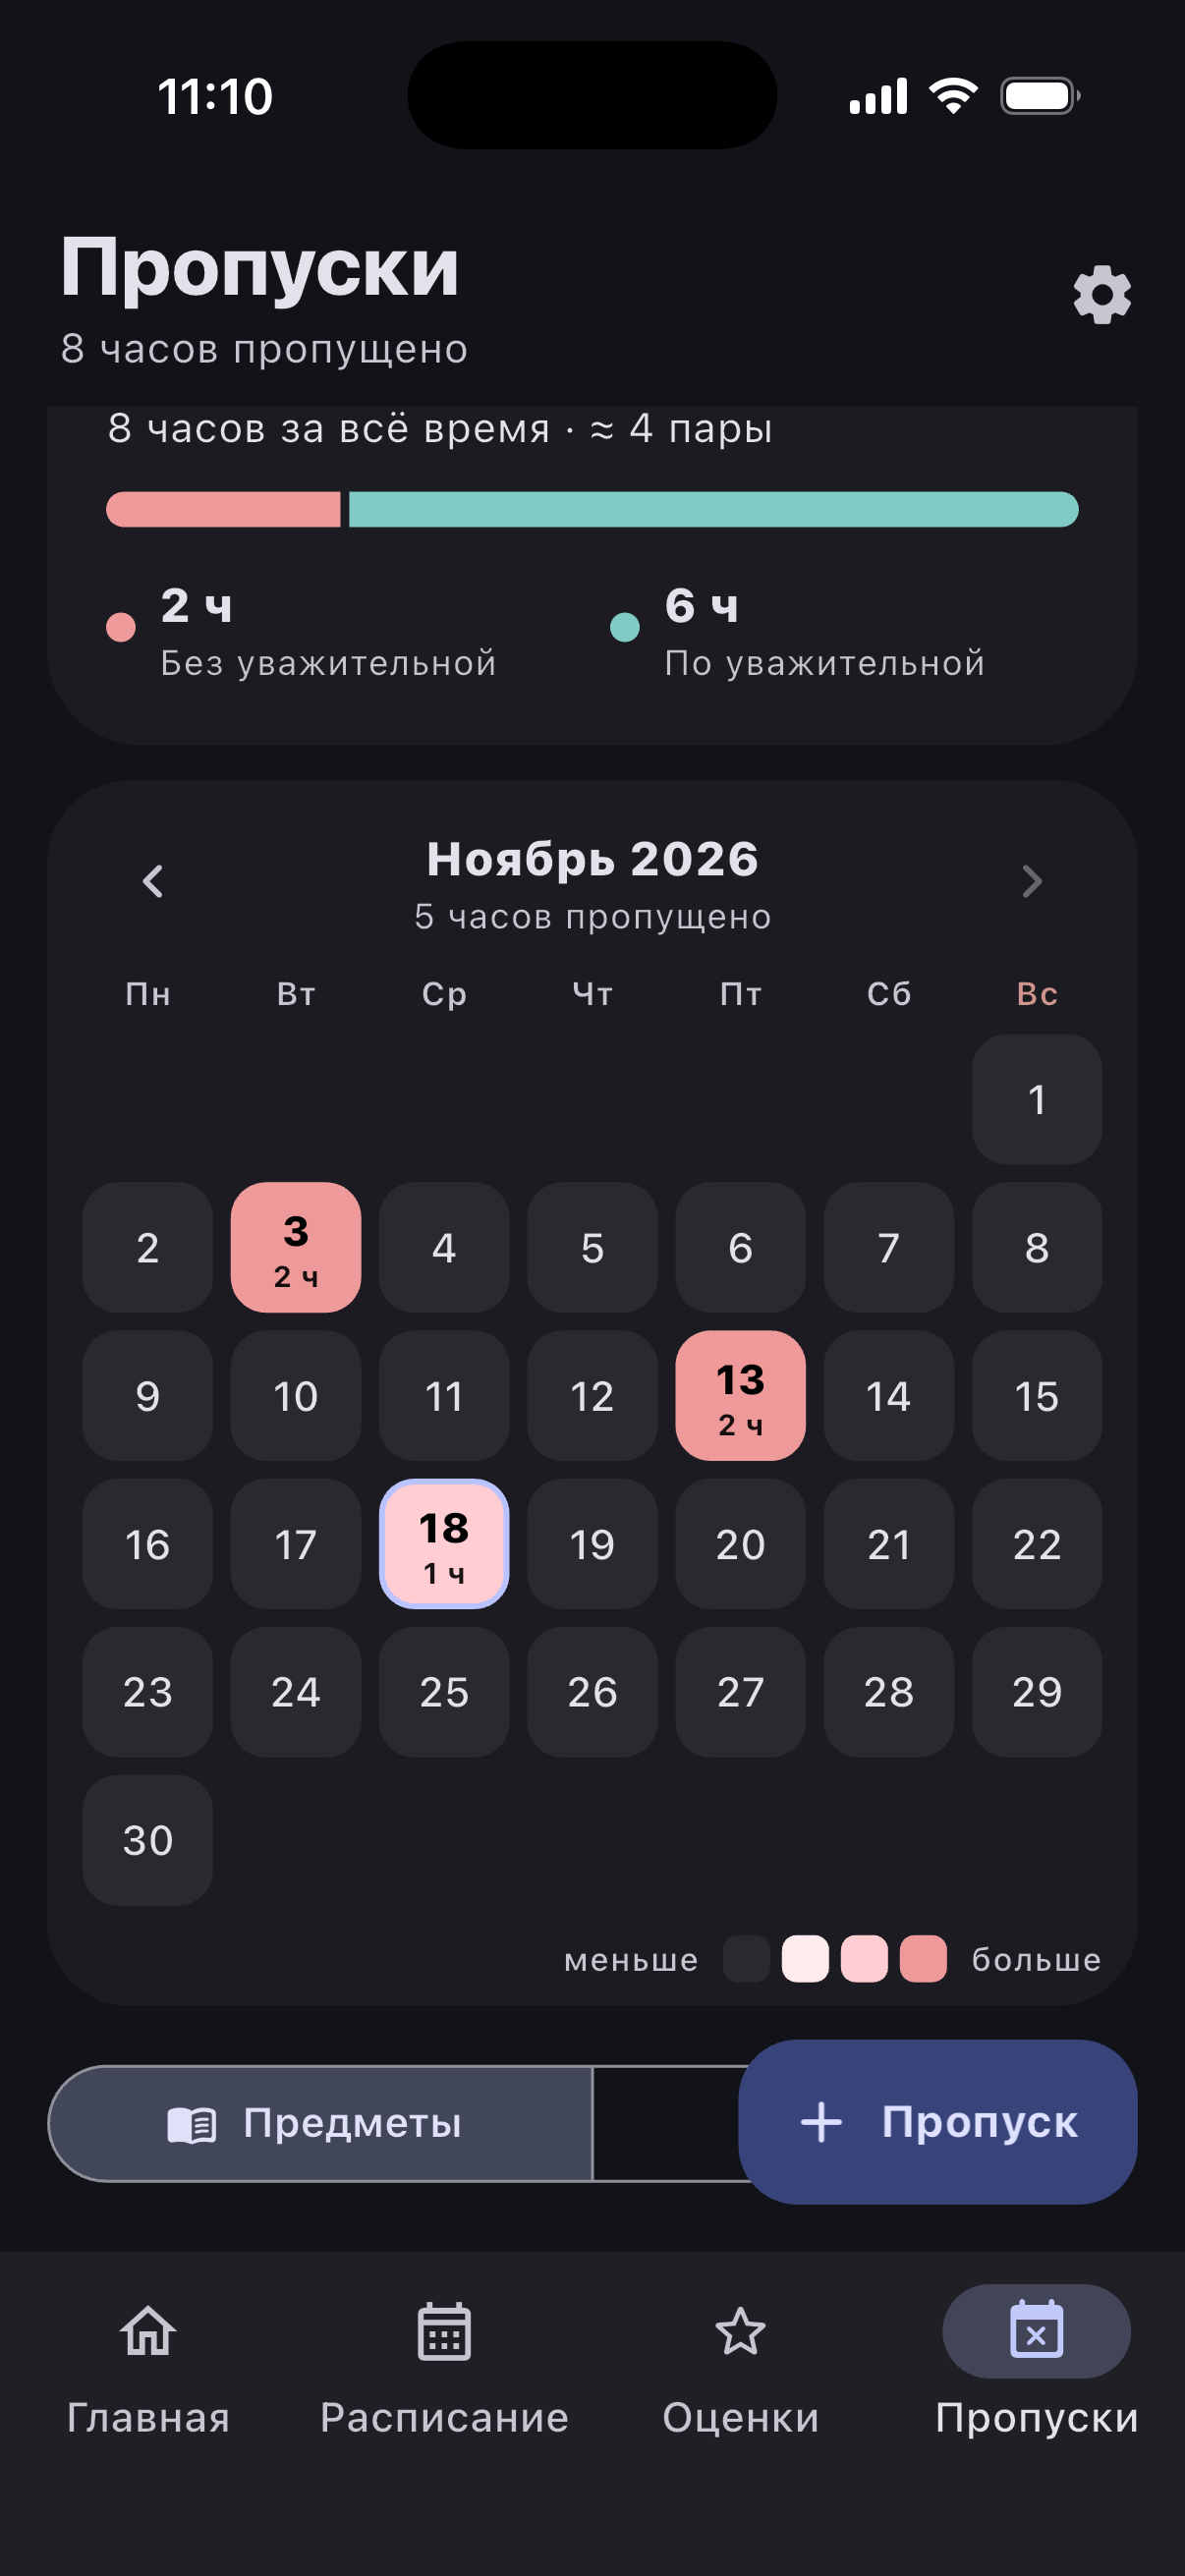 11:10
Пропуски
8 часов пропущено
8 часов за всё время · ≈ 4 пары
2 ч
Без уважительной
6 ч
По уважительной
Ноябрь 2026
5 часов пропущено
Пн Вт Ср Чт Пт Сб Вс
1
2 3 4 5 6 7 8
2 ч
9 10 11 12 13 14 15
2 ч
16 17 18 19 20 21 22
1 ч
23 24 25 26 27 28 29
30
меньше больше
Предметы
Пропуск
Главная Расписание Оценки Пропуски